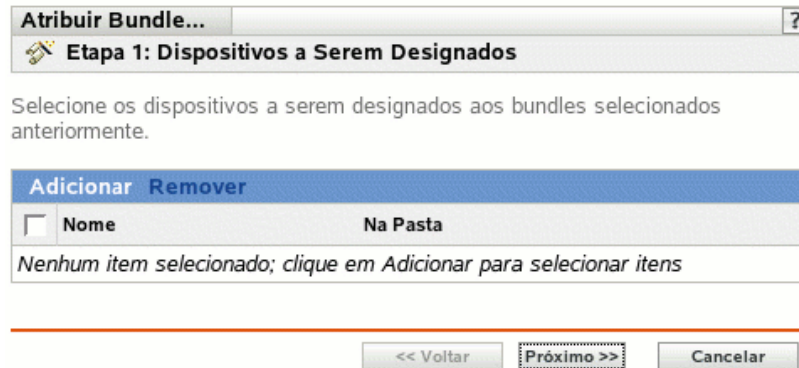 Atribuir Bundle...
?
Etapa 1: Dispositivos a Serem Designados
Selecione os dispositivos a serem designados aos bundles selecionados
anteriormente.
Adicionar Remover
Nome Na Pasta
Nenhum item selecionado; clique em Adicionar para selecionar itens
<< Voltar Próximo >> Cancelar